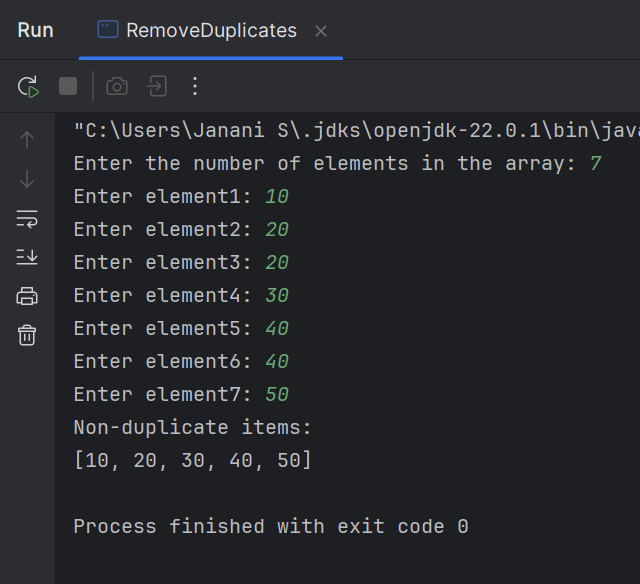 Run RemoveDuplicates
"C:\Users\Janani S\.jdks\openjdk-22.0.1\bin\java
Enter the number of elements in the array: 7
Enter element1: 10
Enter element2: 20
Enter element3: 20
Enter element4: 30
Enter element5: 40
Enter element6: 40
Enter element7: 50
Non-duplicate items:
[10, 20, 30, 40, 50]
Process finished with exit code 0